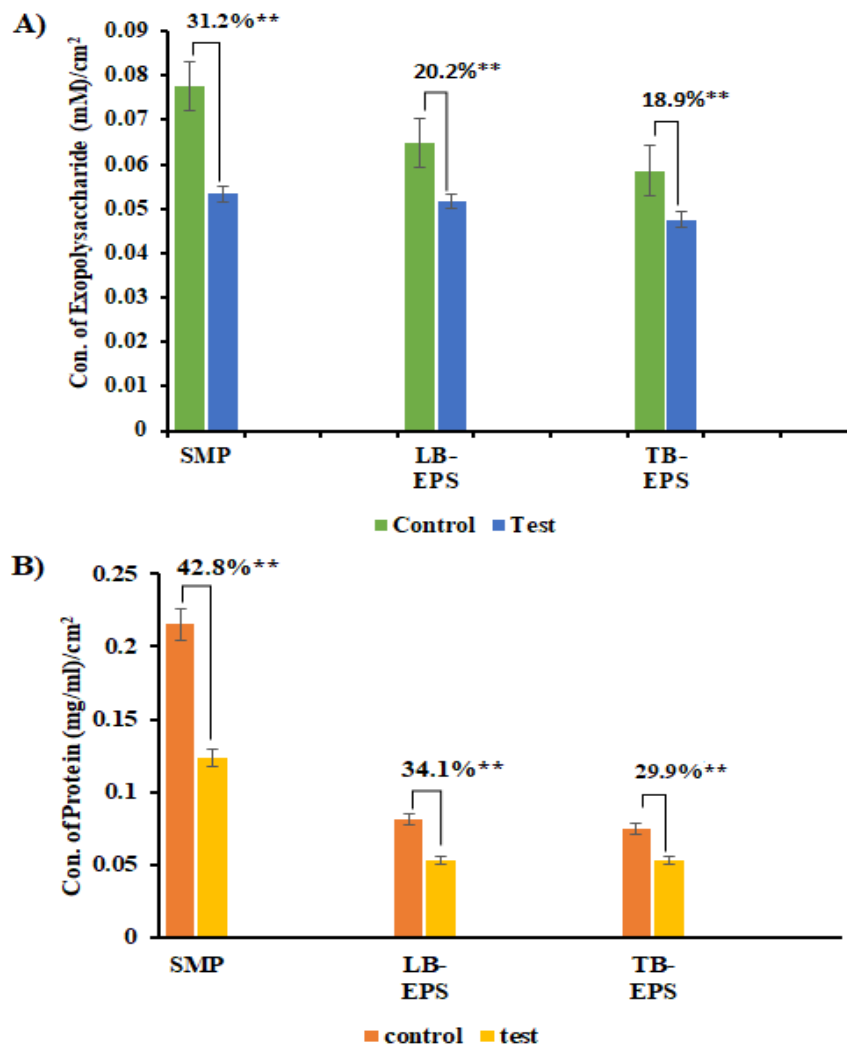 A)
31.2%**
20.2%**
18.9%**
Con. of Exopolysaccharide (mM)/cm²
0.09
0.08
0.07
0.06
0.05
0.04
0.03
0.02
0.01
0
SMP
LB-
EPS
TB-
EPS
Control
Test
B)
42.8%**
34.1%**
29.9%**
Con. of Protein (mg/ml)/cm²
0.25
0.2
0.15
0.1
0.05
0
SMP
LB-
EPS
TB-
EPS
control
test